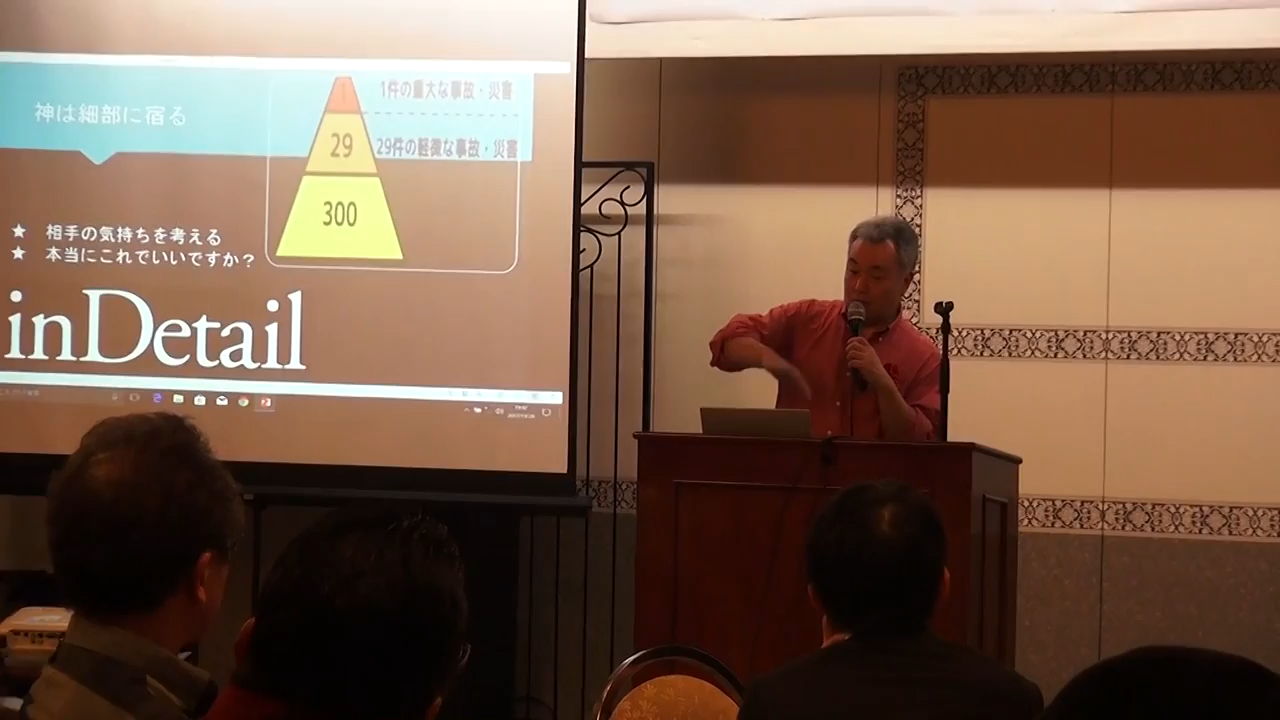 神は細部に宿る
1
1件の重大な事故・災害
29
29件の軽微な事故・災害
300
★ 相手の気持ちを考える
★ 本当にこれでいいですか？
inDetail